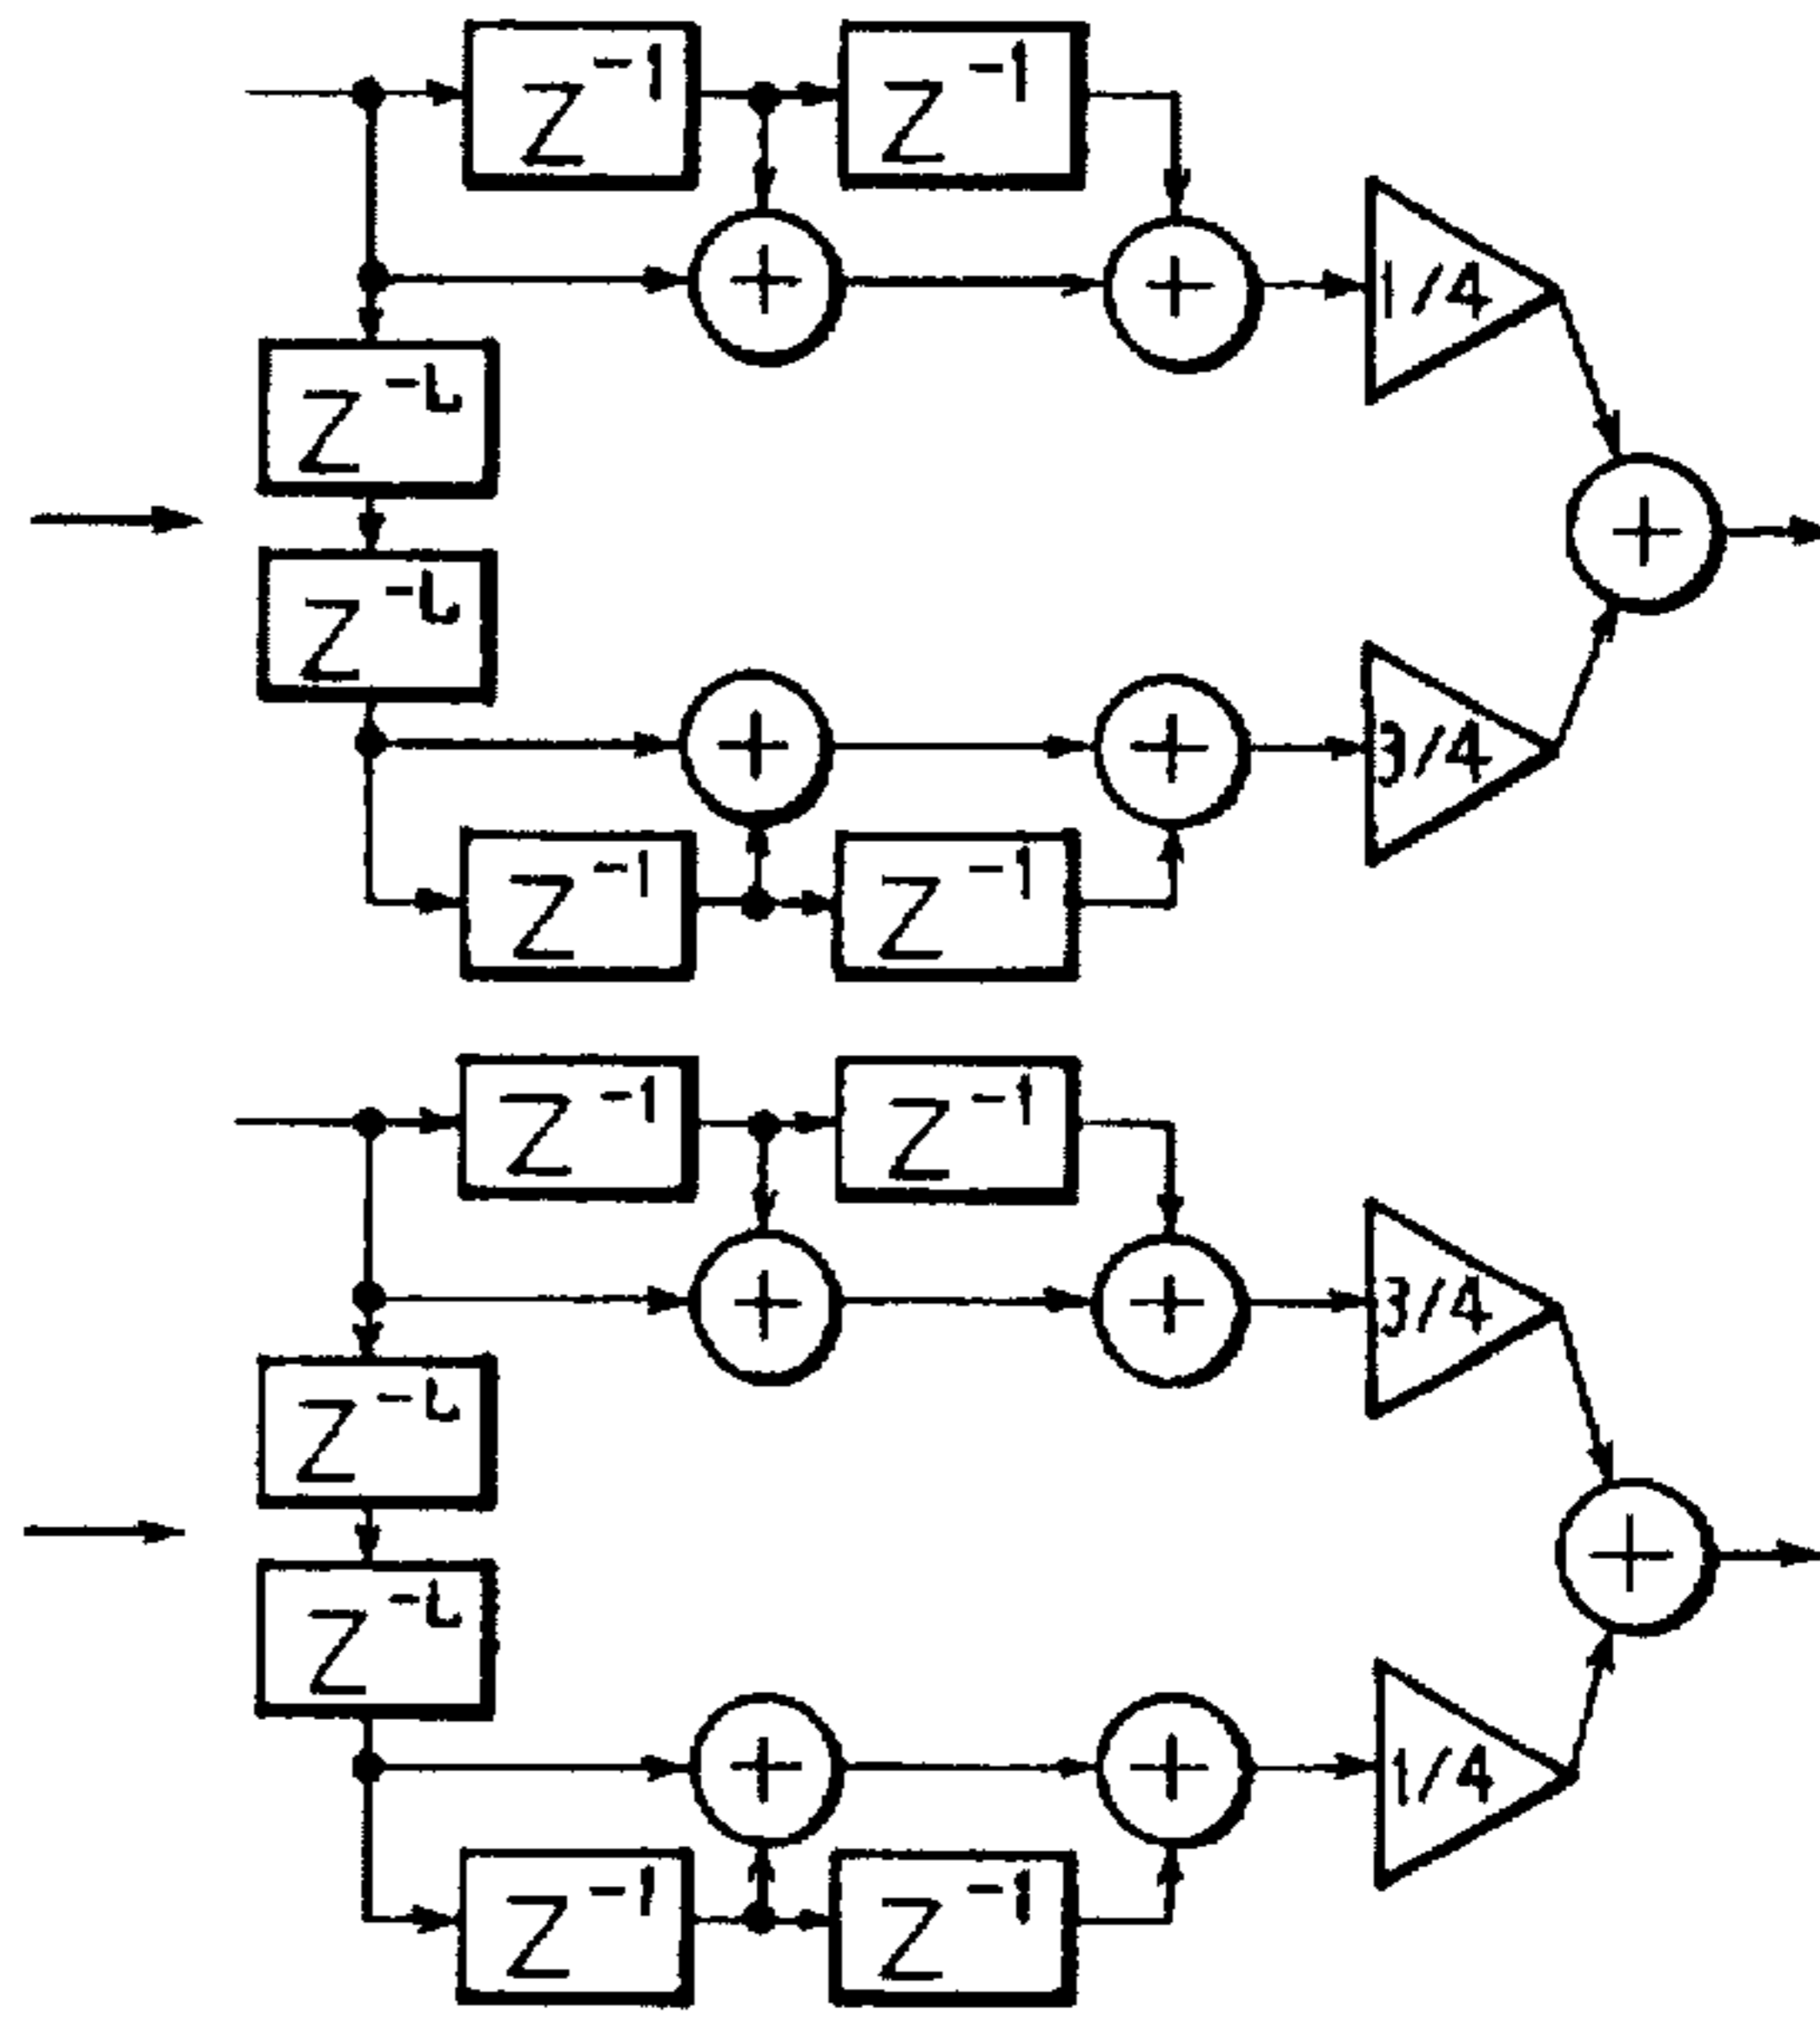 Z⁻¹ Z⁻¹
+ + 1/4
Z⁻ᴸ
+
Z⁻ᴸ
+ + 3/4
Z⁻¹ Z⁻¹
Z⁻¹ Z⁻¹
+ + 3/4
Z⁻ᴸ
+
Z⁻ᴸ
+ + 1/4
Z⁻¹ Z⁻¹